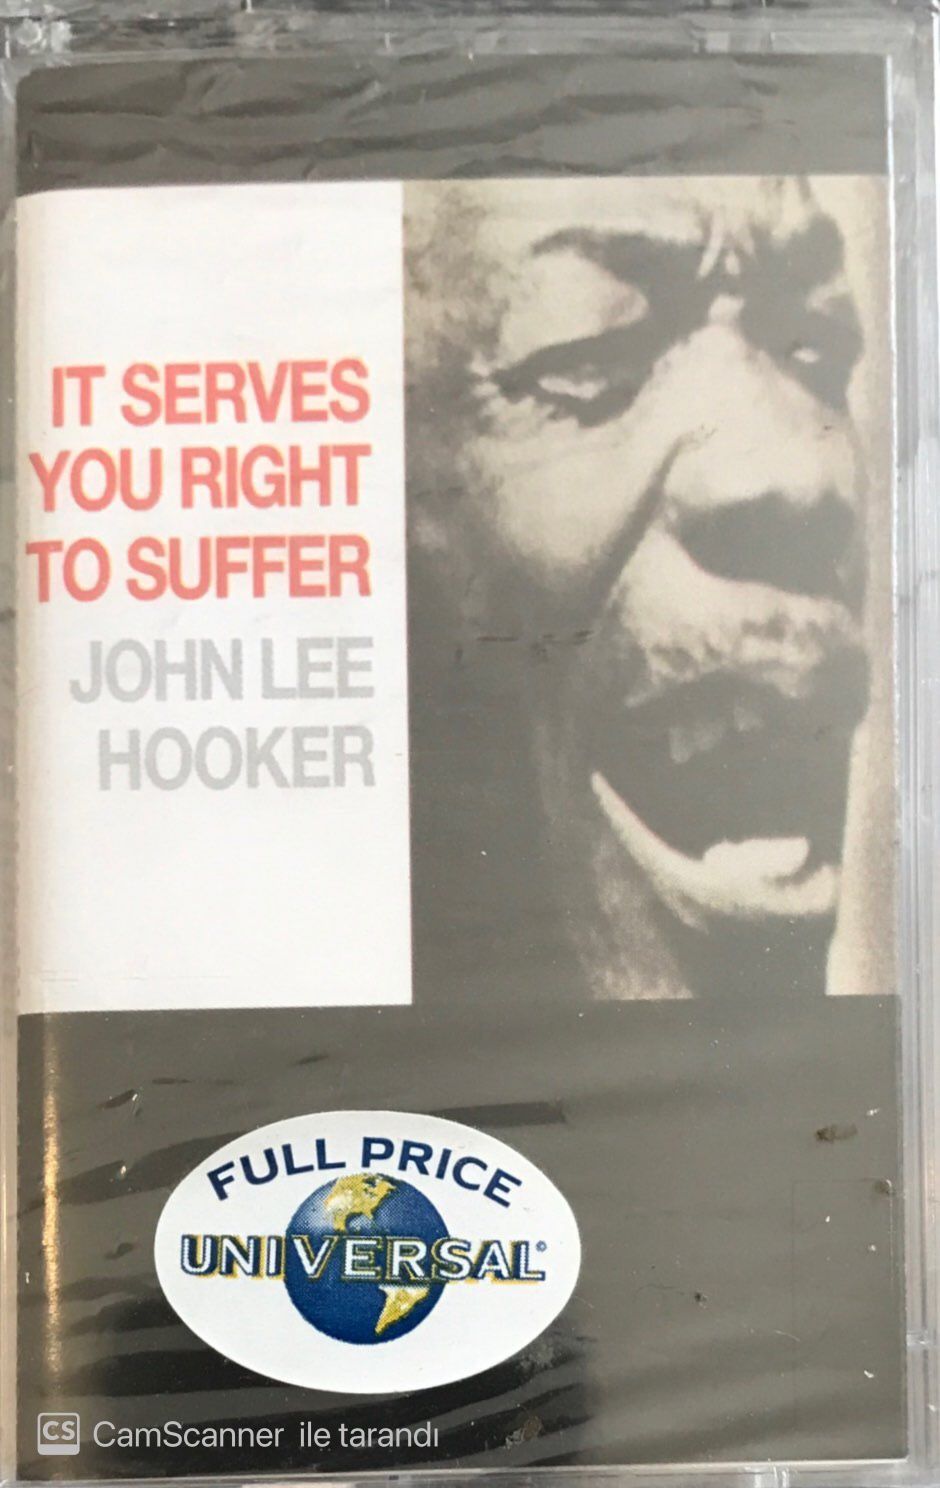 IT SERVES
YOU RIGHT
TO SUFFER
JOHN LEE
HOOKER
FULL PRICE
UNIVERSAL
CS CamScanner ile tarandı